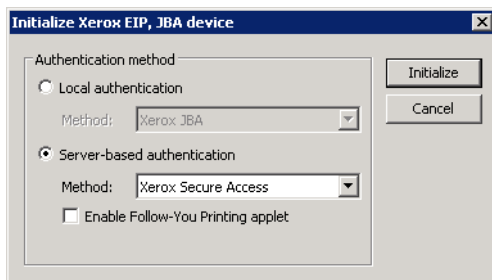 Initialize Xerox EIP, JBA device
Authentication method
Local authentication
Method: Xerox JBA
Server-based authentication
Method: Xerox Secure Access
Enable Follow-You Printing applet
Initialize
Cancel